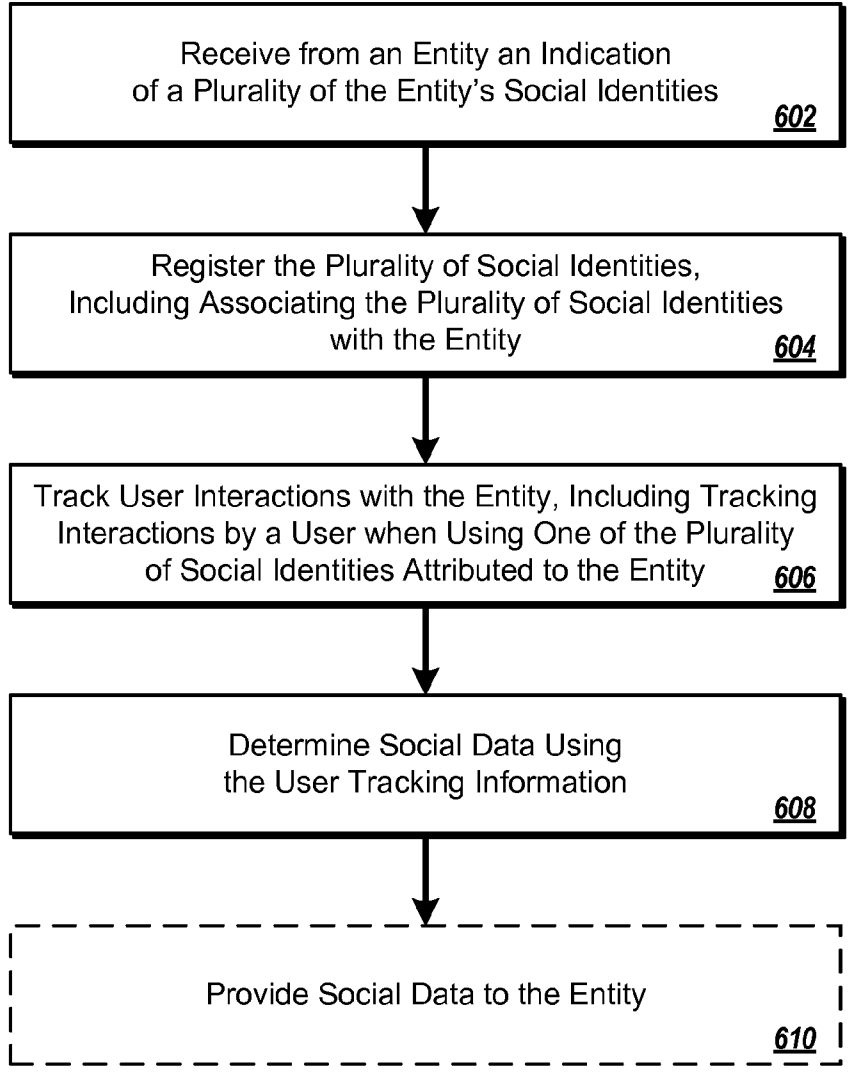 Receive from an Entity an Indication
of a Plurality of the Entity's Social Identities
602
Register the Plurality of Social Identities,
Including Associating the Plurality of Social Identities
with the Entity
604
Track User Interactions with the Entity, Including Tracking
Interactions by a User when Using One of the Plurality
of Social Identities Attributed to the Entity
606
Determine Social Data Using
the User Tracking Information
608
Provide Social Data to the Entity
610